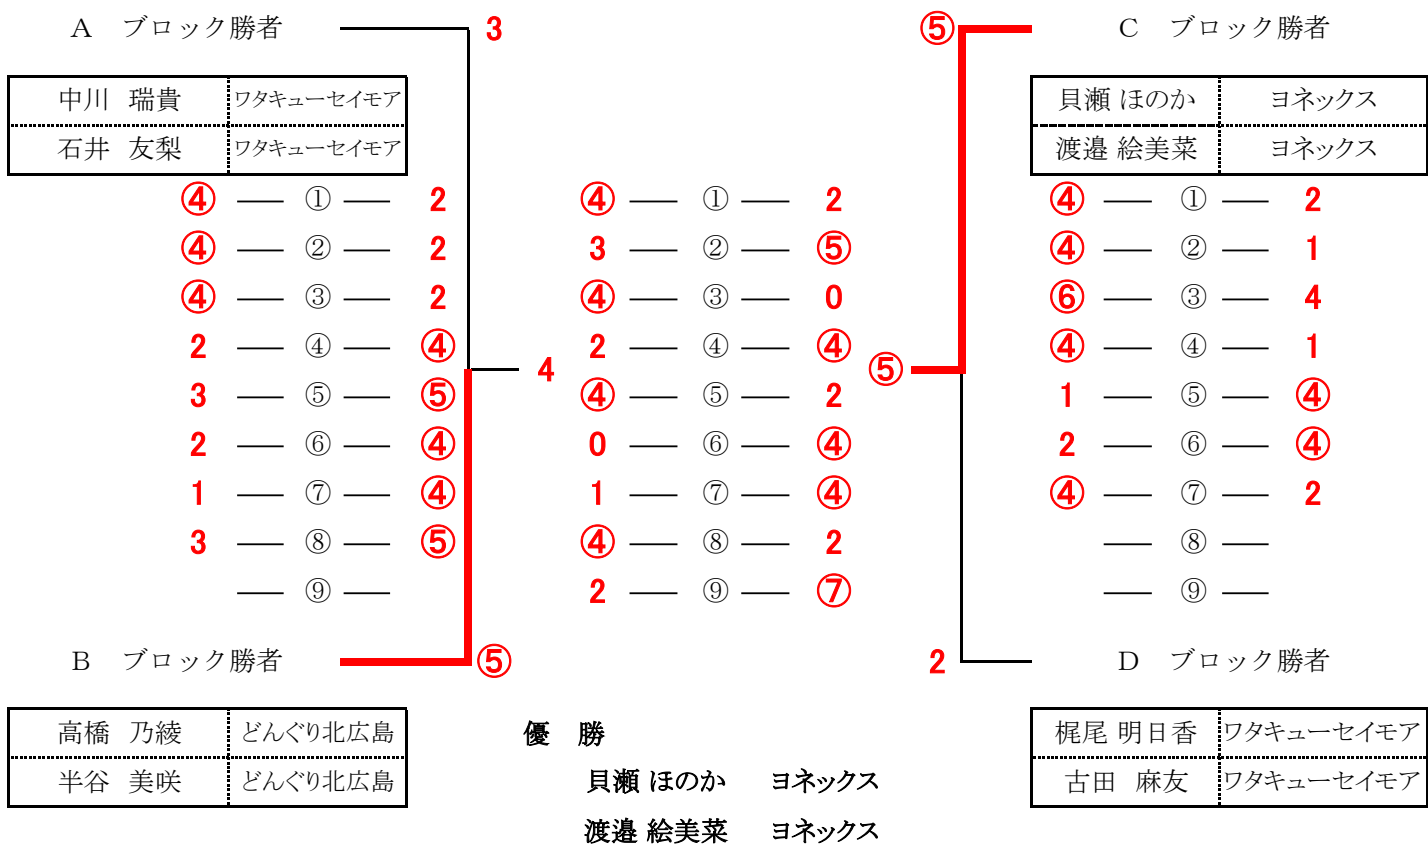 A ブロック勝者 3 ⑤ C ブロック勝者
中川 瑞貴 ワタキューセイモア 貝瀬 ほのか ヨネックス
石井 友梨 ワタキューセイモア 渡邉 絵美菜 ヨネックス
④ ― ① ― 2 ④ ― ① ― 2 ④ ― ① ― 2
④ ― ② ― 2 3 ― ② ― ⑤ ④ ― ② ― 1
④ ― ③ ― 2 ④ ― ③ ― 0 ⑥ ― ③ ― 4
2 ― ④ ― ④ 2 ― ④ ― ④ ④ ― ④ ― 1
4 ⑤
3 ― ⑤ ― ⑤ ④ ― ⑤ ― 2 1 ― ⑤ ― ④
2 ― ⑥ ― ④ 0 ― ⑥ ― ④ 2 ― ⑥ ― ④
1 ― ⑦ ― ④ 1 ― ⑦ ― ④ ④ ― ⑦ ― 2
3 ― ⑧ ― ⑤ ④ ― ⑧ ― 2 ― ⑧ ―
― ⑨ ― 2 ― ⑨ ― ⑦ ― ⑨ ―
B ブロック勝者 ⑤ 2 D ブロック勝者
高橋 乃綾 どんぐり北広島 優 勝 梶尾 明日香 ワタキューセイモア
半谷 美咲 どんぐり北広島 貝瀬 ほのか ヨネックス 古田 麻友 ワタキューセイモア
渡邉 絵美菜 ヨネックス